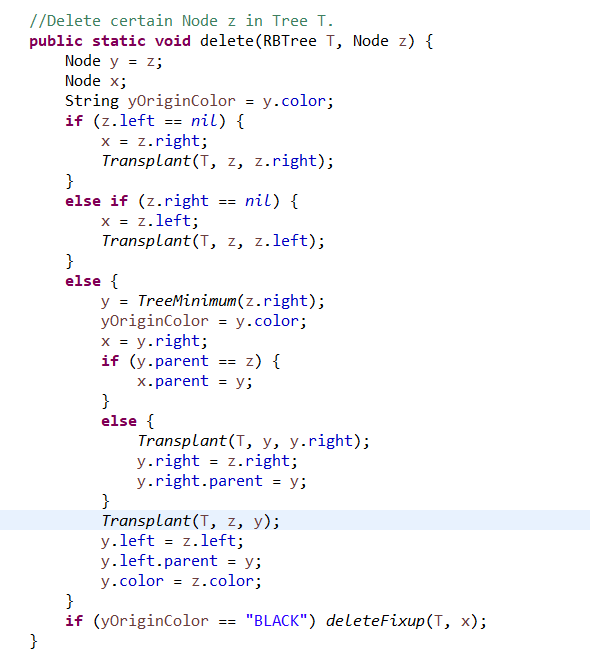 //Delete certain Node z in Tree T.
public static void delete(RBTree T, Node z) {
    Node y = z;
    Node x;
    String yOriginColor = y.color;
    if (z.left == nil) {
        x = z.right;
        Transplant(T, z, z.right);
    }
    else if (z.right == nil) {
        x = z.left;
        Transplant(T, z, z.left);
    }
    else {
        y = TreeMinimum(z.right);
        yOriginColor = y.color;
        x = y.right;
        if (y.parent == z) {
            x.parent = y;
        }
        else {
            Transplant(T, y, y.right);
            y.right = z.right;
            y.right.parent = y;
        }
        Transplant(T, z, y);
        y.left = z.left;
        y.left.parent = y;
        y.color = z.color;
    }
    if (yOriginColor == "BLACK") deleteFixup(T, x);
}